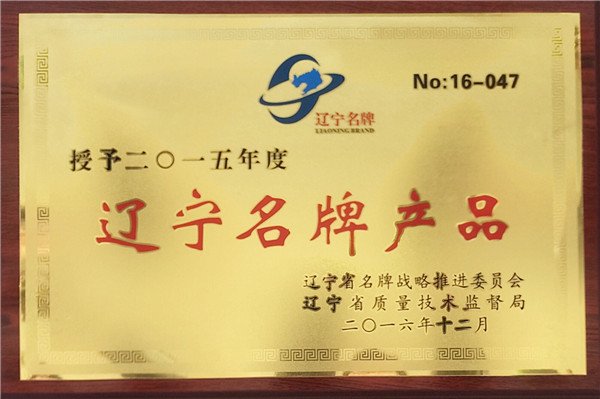 No:16-047
辽宁名牌
LIAONING BRAND
授予二〇一五年度
辽宁名牌产品
辽宁省名牌战略推进委员会
辽宁省质量技术监督局
二〇一六年十二月